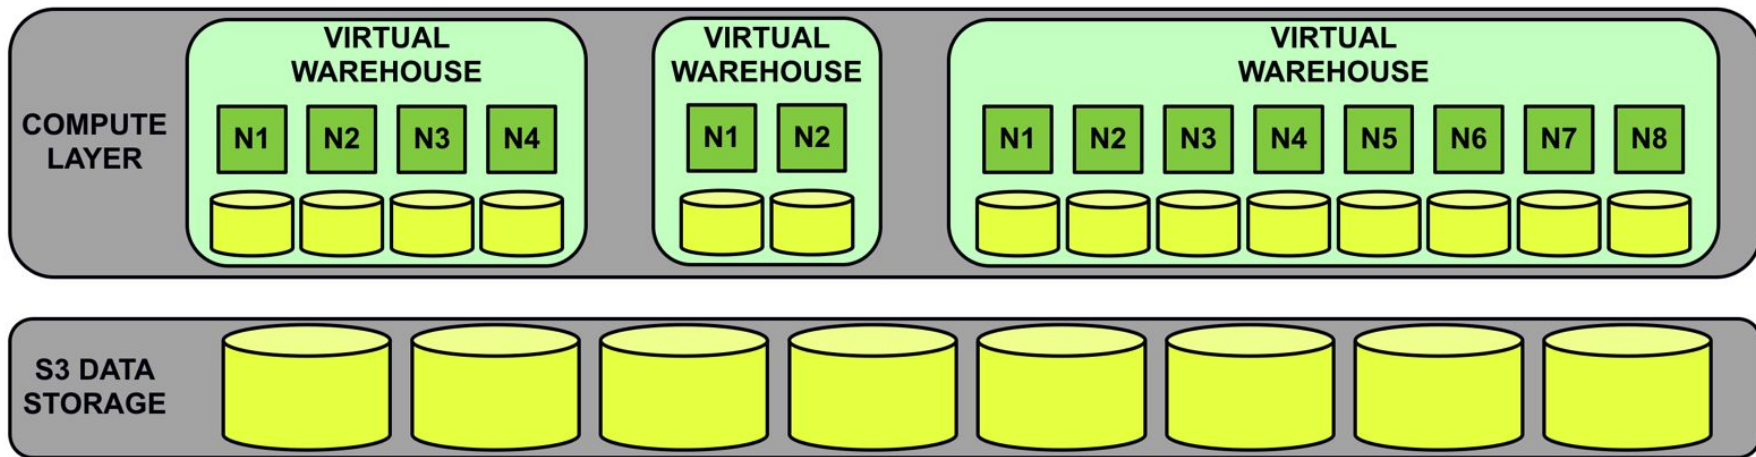 COMPUTE
LAYER
VIRTUAL
WAREHOUSE
N1 N2 N3 N4
VIRTUAL
WAREHOUSE
N1 N2
VIRTUAL
WAREHOUSE
N1 N2 N3 N4 N5 N6 N7 N8
S3 DATA
STORAGE